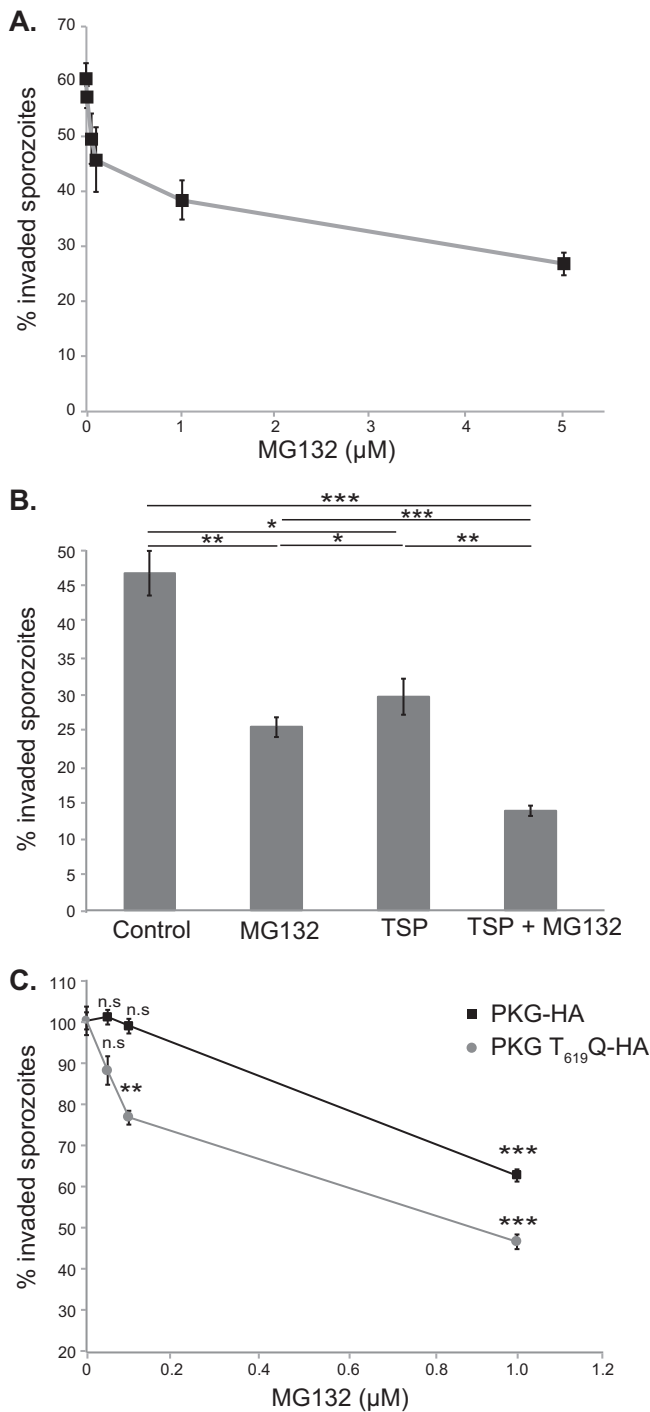 A.
% invaded sporozoites
70
60
50
40
30
20
10
0
0 1 2 3 4 5
MG132 (µM)
B.
***
***
*
** * **
% invaded sporozoites
50
45
40
35
30
25
20
15
10
5
0
Control MG132 TSP TSP + MG132
C.
% invaded sporozoites
110
100
90
80
70
60
50
40
30
20
n.s n.s
n.s
**
***
***
PKG-HA
PKG T619Q-HA
0 0.2 0.4 0.6 0.8 1.0 1.2
MG132 (µM)